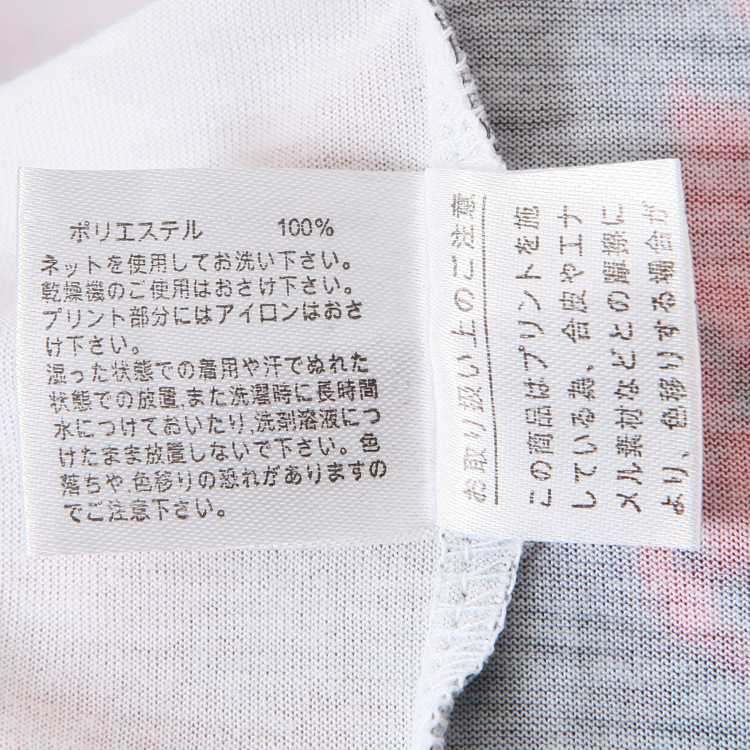 ポリエステル 100%
ネットを使用してお洗い下さい。
乾燥機のご使用はおさけ下さい。
プリント部分にはアイロンはおさ
け下さい。
湿った状態での着用や汗でぬれた
状態での放置,また洗濯時に長時間
水につけておいたり,洗剤溶液につ
けたまま放置しないで下さい。色
落ちや,色移りの恐れがありますの
でご注意下さい。
お取り扱い上のご注意
この商品はプリントを施
している為、合皮やエナ
メル素材などとの摩擦に
より、色移りする場合が